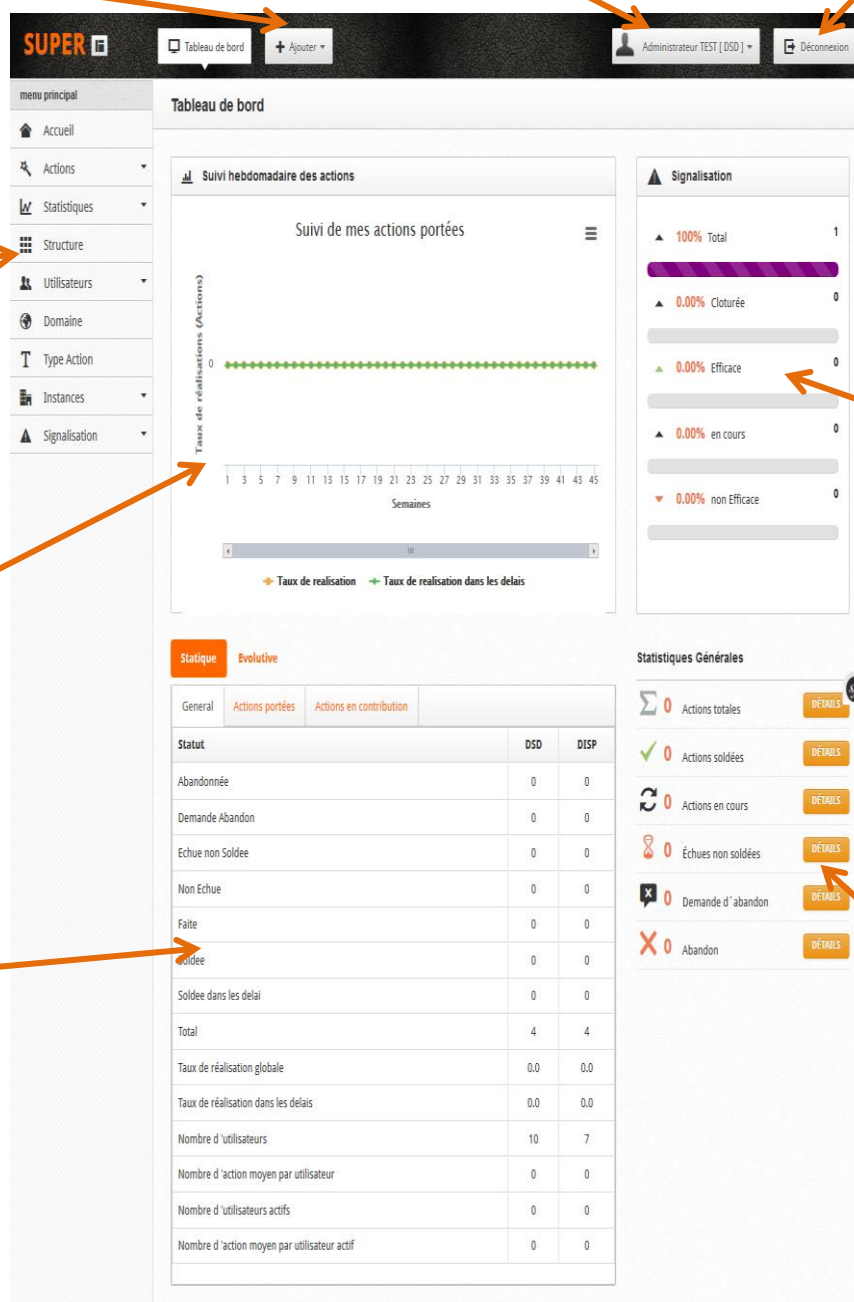 SUPER
Tableau de bord
Ajouter
Administrateur TEST [ DSD ]
Déconnexion
menu principal
Accueil
Actions
Statistiques
Structure
Utilisateurs
Domaine
Type Action
Instances
Signalisation
Tableau de bord
Suivi hebdomadaire des actions
Suivi de mes actions portées
Taux de réalisations (Actions)
0
1 3 5 7 9 11 13 15 17 19 21 23 25 27 29 31 33 35 37 39 41 43 45
Semaines
Taux de realisation Taux de realisation dans les delais
Signalisation
100% Total 1
0.00% Cloturée 0
0.00% Efficace 0
0.00% en cours 0
0.00% non Efficace 0
Statique Evolutive
General Actions portées Actions en contribution
Statut DSD DISP
Abandonnée 0 0
Demande Abandon 0 0
Echue non Soldee 0 0
Non Echue 0 0
Faite 0 0
Soldee 0 0
Soldee dans les delai 0 0
Total 4 4
Taux de réalisation globale 0.0 0.0
Taux de réalisation dans les delais 0.0 0.0
Nombre d 'utilisateurs 10 7
Nombre d 'action moyen par utilisateur 0 0
Nombre d 'utilisateurs actifs 0 0
Nombre d 'action moyen par utilisateur actif 0 0
Statistiques Générales
0 Actions totales DÉTAILS
0 Actions soldées DÉTAILS
0 Actions en cours DÉTAILS
0 Échues non soldées DÉTAILS
0 Demande d´abandon DÉTAILS
0 Abandon DÉTAILS